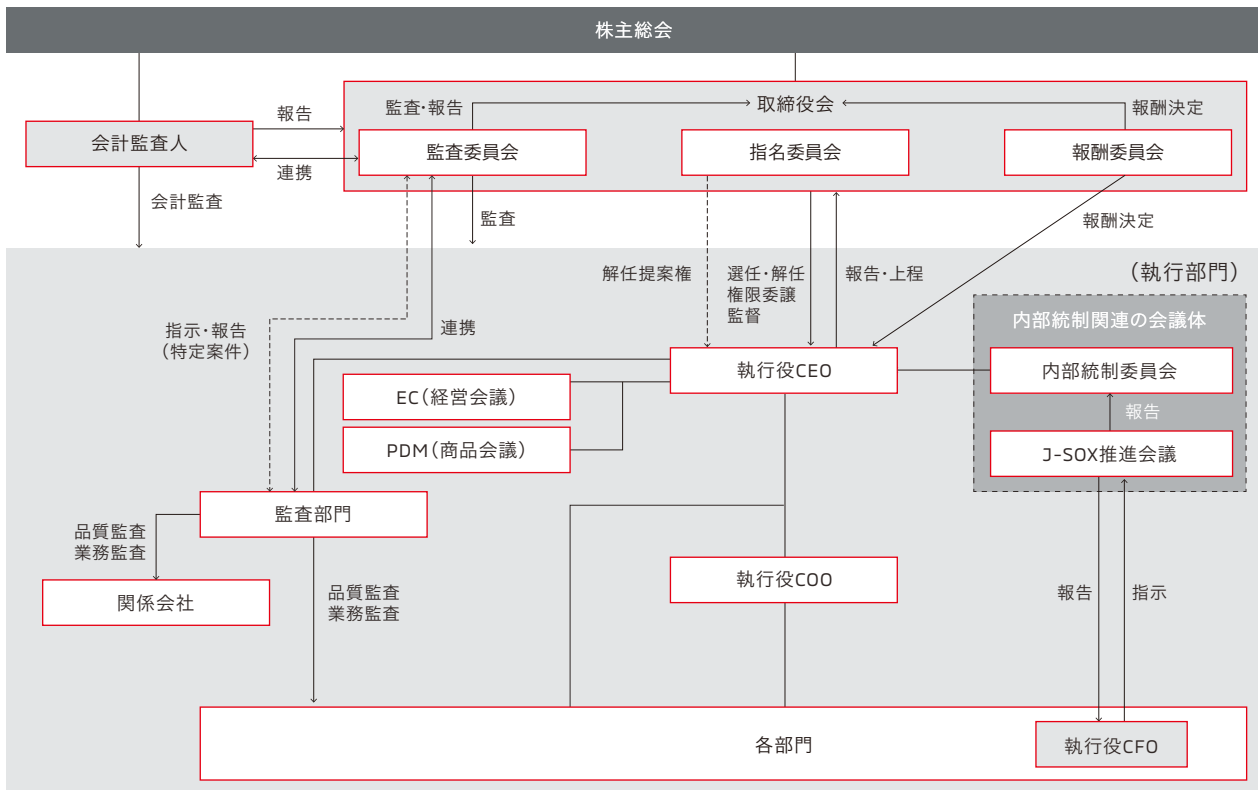 株主総会
監査・報告
取締役会
報酬決定
報告
会計監査人
監査委員会
指名委員会
報酬委員会
連携
会計監査
監査
報酬決定
解任提案権
選任・解任
権限委譲
監督
報告・上程
(執行部門)
内部統制関連の会議体
指示・報告
(特定案件)
連携
執行役CEO
内部統制委員会
EC(経営会議)
報告
PDM(商品会議)
J-SOX推進会議
監査部門
品質監査
業務監査
執行役COO
関係会社
品質監査
業務監査
報告
指示
各部門
執行役CFO